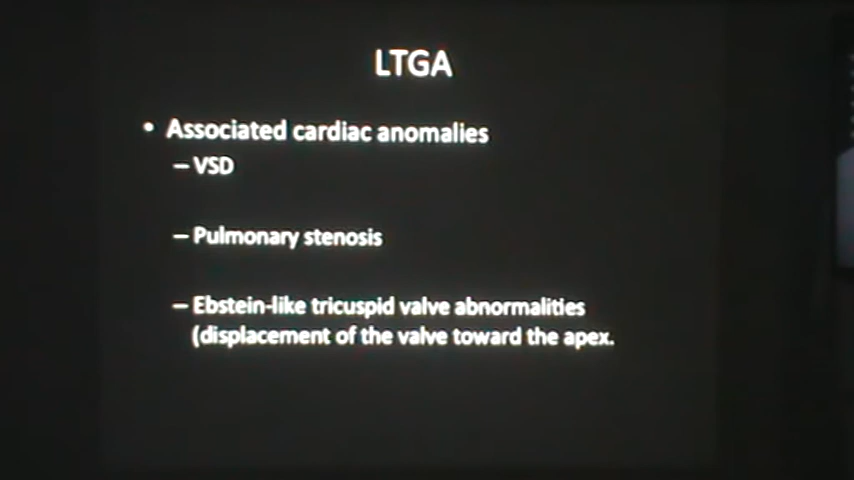 LTGA
• Associated cardiac anomalies
– VSD
– Pulmonary stenosis
– Ebstein-like tricuspid valve abnormalities
(displacement of the valve toward the apex.